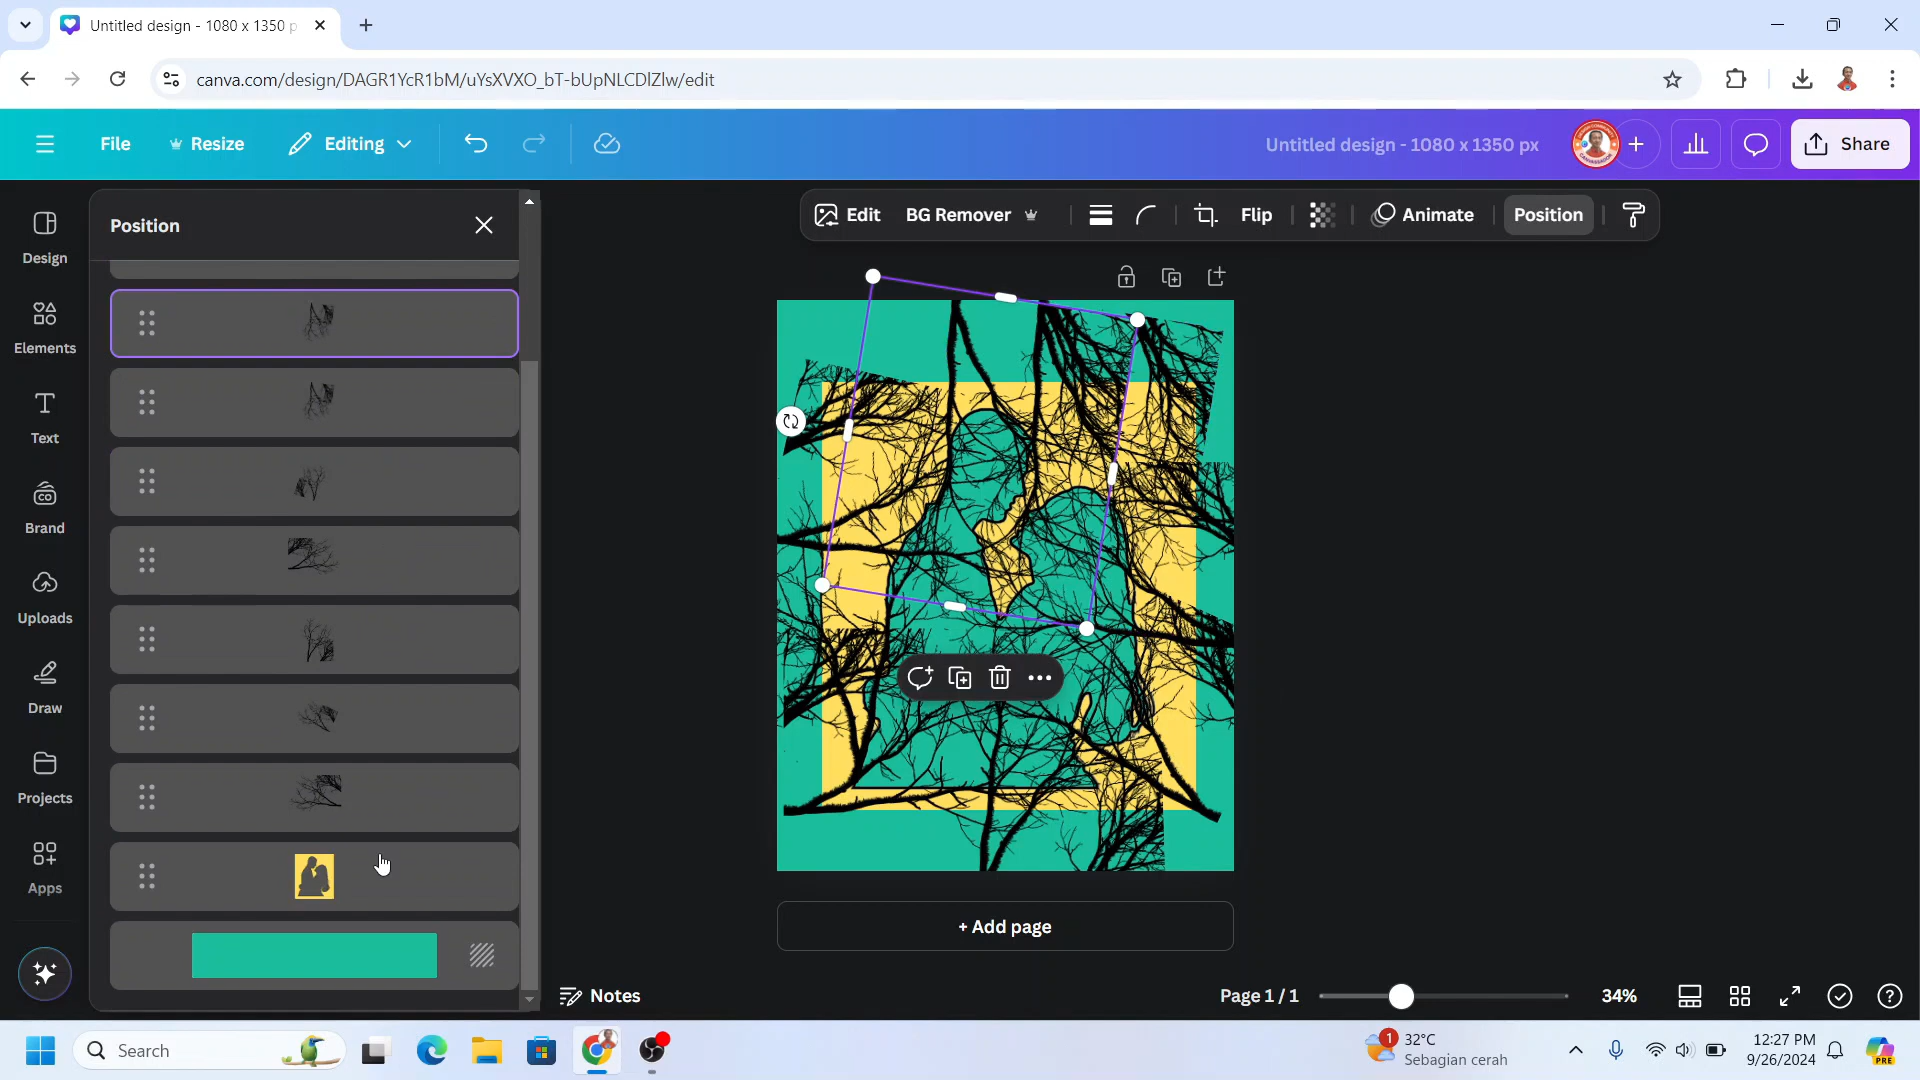 Untitled design - 1080 x 1350 p
canva.com/design/DAGR1YcR1bM/uYsXVXO_bT-bUpNLCDlZlw/edit
File
Resize
Editing
Untitled design - 1080 x 1350 px
Share
Design
Elements
Text
Brand
Uploads
Draw
Projects
Apps
Position
Edit
BG Remover
Flip
Animate
Position
+ Add page
Notes
Page 1 / 1
34%
Search
1
32°C
Sebagian cerah
12:27 PM
9/26/2024
PRE